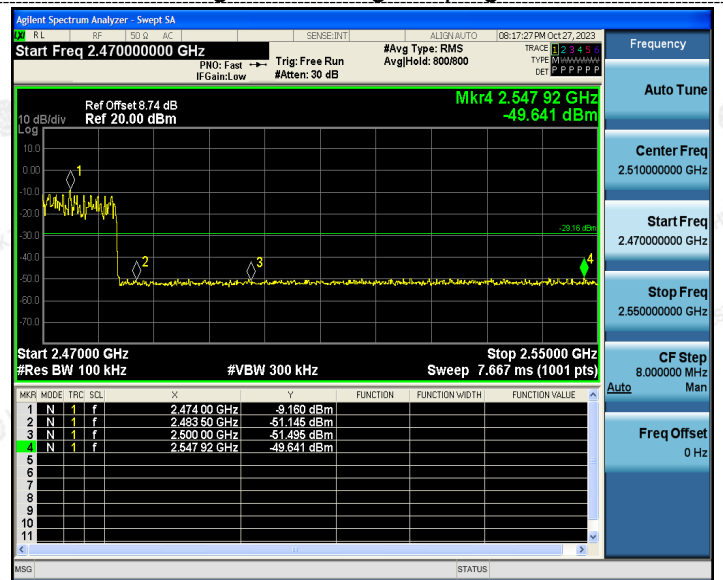 Agilent Spectrum Analyzer - Swept SA
LXI RL RF 50 Ω AC SENSE:INT ALIGN AUTO 08:17:27 PM Oct 27, 2023
Start Freq 2.470000000 GHz
PNO: Fast
IFGain:Low
Trig: Free Run
#Atten: 30 dB
#Avg Type: RMS
Avg|Hold: 800/800
TRACE 1 2 3 4 5 6
TYPE M
DET P P P P P P
Ref Offset 8.74 dB
10 dB/div Ref 20.00 dBm
Log
Mkr4 2.547 92 GHz
-49.641 dBm
10.0
0.00
-10.0
-20.0
-30.0
-40.0
-50.0
-60.0
-70.0
1
2
3
4
-29.16 dBm
Start 2.47000 GHz
#Res BW 100 kHz
#VBW 300 kHz
Stop 2.55000 GHz
Sweep 7.667 ms (1001 pts)
MKR MODE TRC SCL X Y FUNCTION FUNCTION WIDTH FUNCTION VALUE
1 N 1 f 2.474 00 GHz -9.160 dBm
2 N 1 f 2.483 50 GHz -51.145 dBm
3 N 1 f 2.500 00 GHz -51.495 dBm
4 N 1 f 2.547 92 GHz -49.641 dBm
5
6
7
8
9
10
11
MSG STATUS
Frequency
Auto Tune
Center Freq
2.510000000 GHz
Start Freq
2.470000000 GHz
Stop Freq
2.550000000 GHz
CF Step
8.000000 MHz
Auto Man
Freq Offset
0 Hz